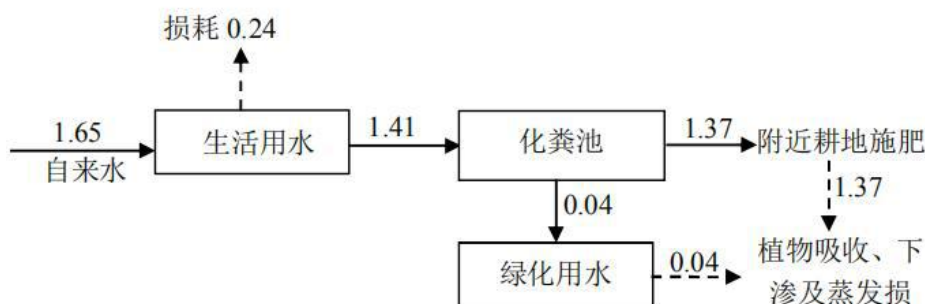 损耗 0.24
1.65
自来水
生活用水
1.41
化粪池
1.37
附近耕地施肥
1.37
0.04
绿化用水
0.04
植物吸收、下
渗及蒸发损